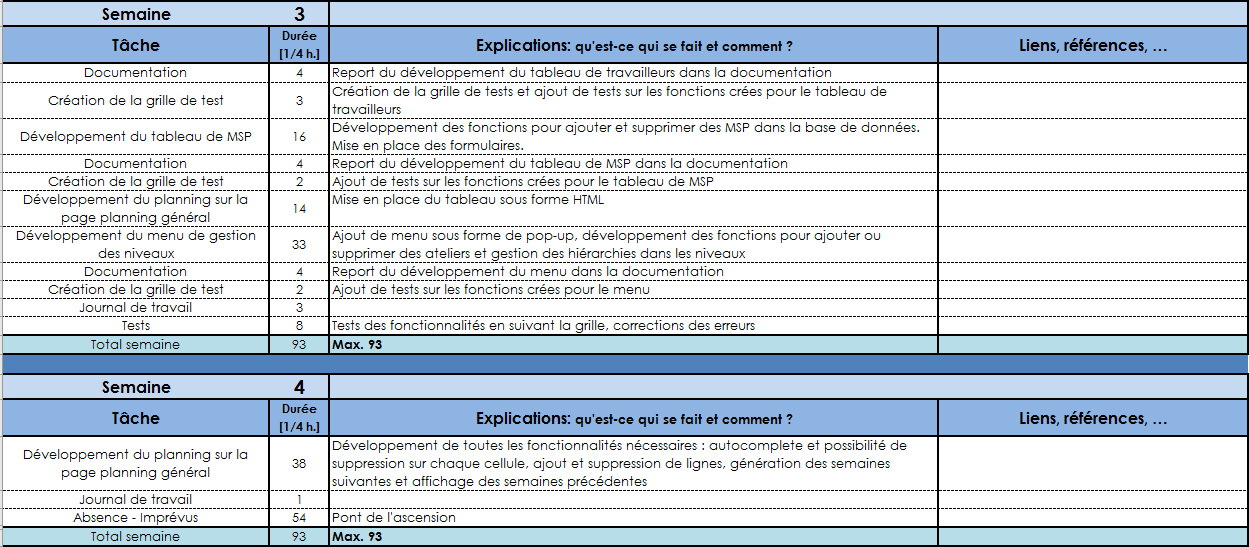 Semaine 3
Tâche Durée [1/4 h.] Explications: qu'est-ce qui se fait et comment ? Liens, références, ...
Documentation 4 Report du développement du tableau de travailleurs dans la documentation
Création de la grille de test 3 Création de la grille de tests et ajout de tests sur les fonctions crées pour le tableau de
travailleurs
Développement du tableau de MSP 16 Développement des fonctions pour ajouter et supprimer des MSP dans la base de données.
Mise en place des formulaires.
Documentation 4 Report du développement du tableau de MSP dans la documentation
Création de la grille de test 2 Ajout de tests sur les fonctions crées pour le tableau de MSP
Développement du planning sur la
page planning général 14 Mise en place du tableau sous forme HTML
Développement du menu de gestion
des niveaux 33 Ajout de menu sous forme de pop-up, développement des fonctions pour ajouter ou
supprimer des ateliers et gestion des hiérarchies dans les niveaux
Documentation 4 Report du développement du menu dans la documentation
Création de la grille de test 2 Ajout de tests sur les fonctions crées pour le menu
Journal de travail 3
Tests 8 Tests des fonctionnalités en suivant la grille, corrections des erreurs
Total semaine 93 Max. 93
Semaine 4
Tâche Durée [1/4 h.] Explications: qu'est-ce qui se fait et comment ? Liens, références, ...
Développement du planning sur la
page planning général 38 Développement de toutes les fonctionnalités nécessaires : autocomplete et possibilité de
suppression sur chaque cellule, ajout et suppression de lignes, génération des semaines
suivantes et affichage des semaines précédentes
Journal de travail 1
Absence - Imprévus 54 Pont de l'ascension
Total semaine 93 Max. 93